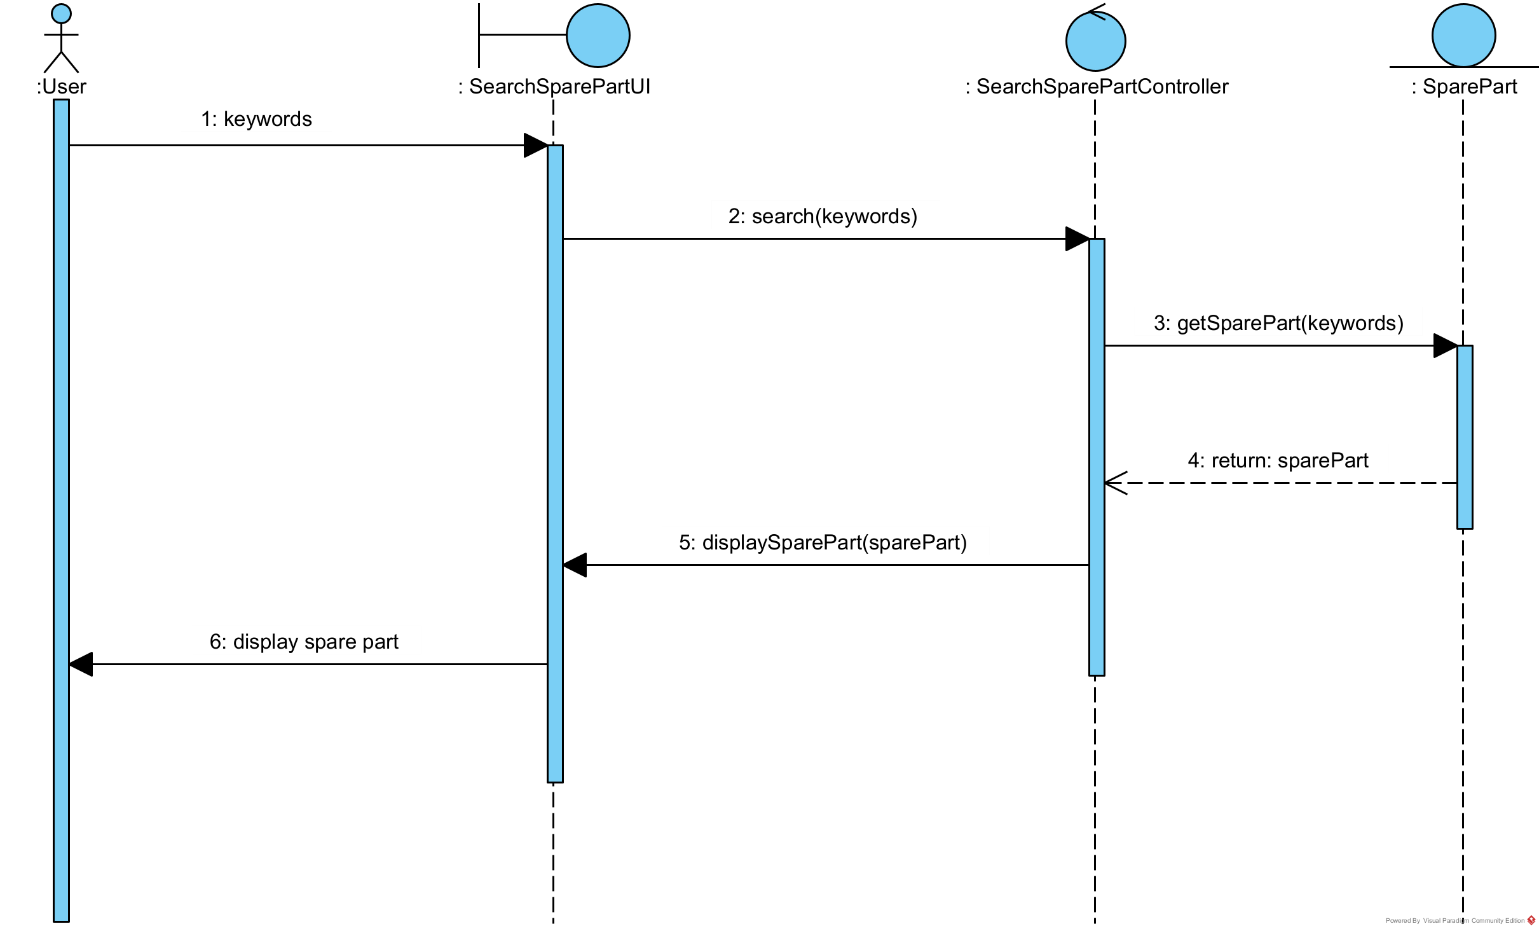 :User
: SearchSparePartUI
: SearchSparePartController
: SparePart
1: keywords
2: search(keywords)
3: getSparePart(keywords)
4: return: sparePart
5: displaySparePart(sparePart)
6: display spare part
Powered By Visual Paradigm Community Edition